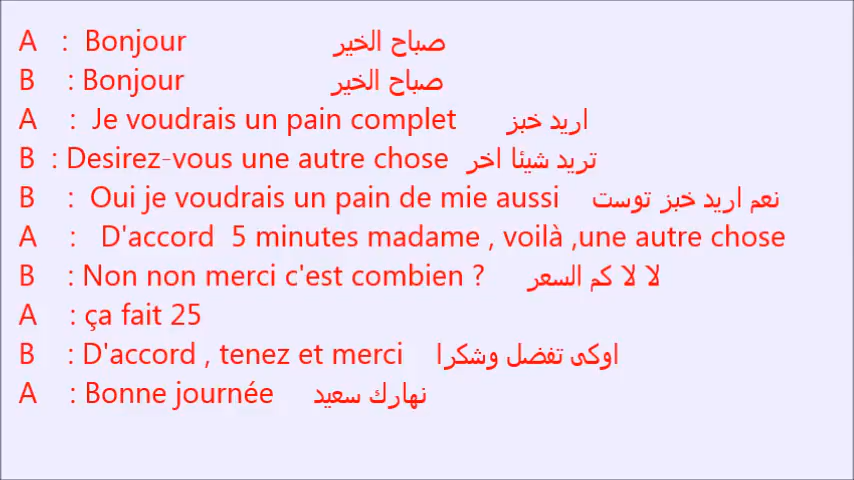 A : Bonjour صباح الخير
B : Bonjour صباح الخير
A : Je voudrais un pain complet اريد خبز
B : Desirez-vous une autre chose تريد شيئا اخر
B : Oui je voudrais un pain de mie aussi نعم اريد خبز توست
A : D'accord 5 minutes madame , voilà ,une autre chose
B : Non non merci c'est combien ? لا لا كم السعر
A : ça fait 25
B : D'accord , tenez et merci اوكى تفضل وشكرا
A : Bonne journée نهارك سعيد